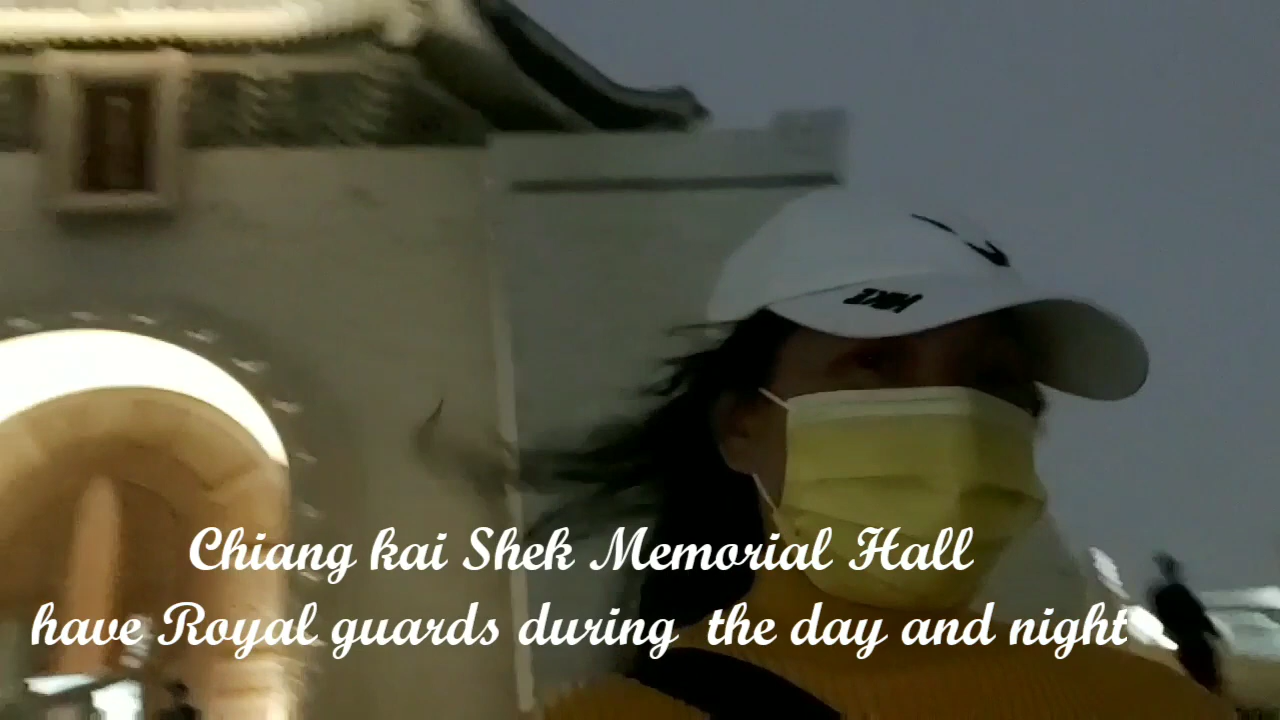 Chiang kai Shek Memorial Hall
have Royal guards during the day and night